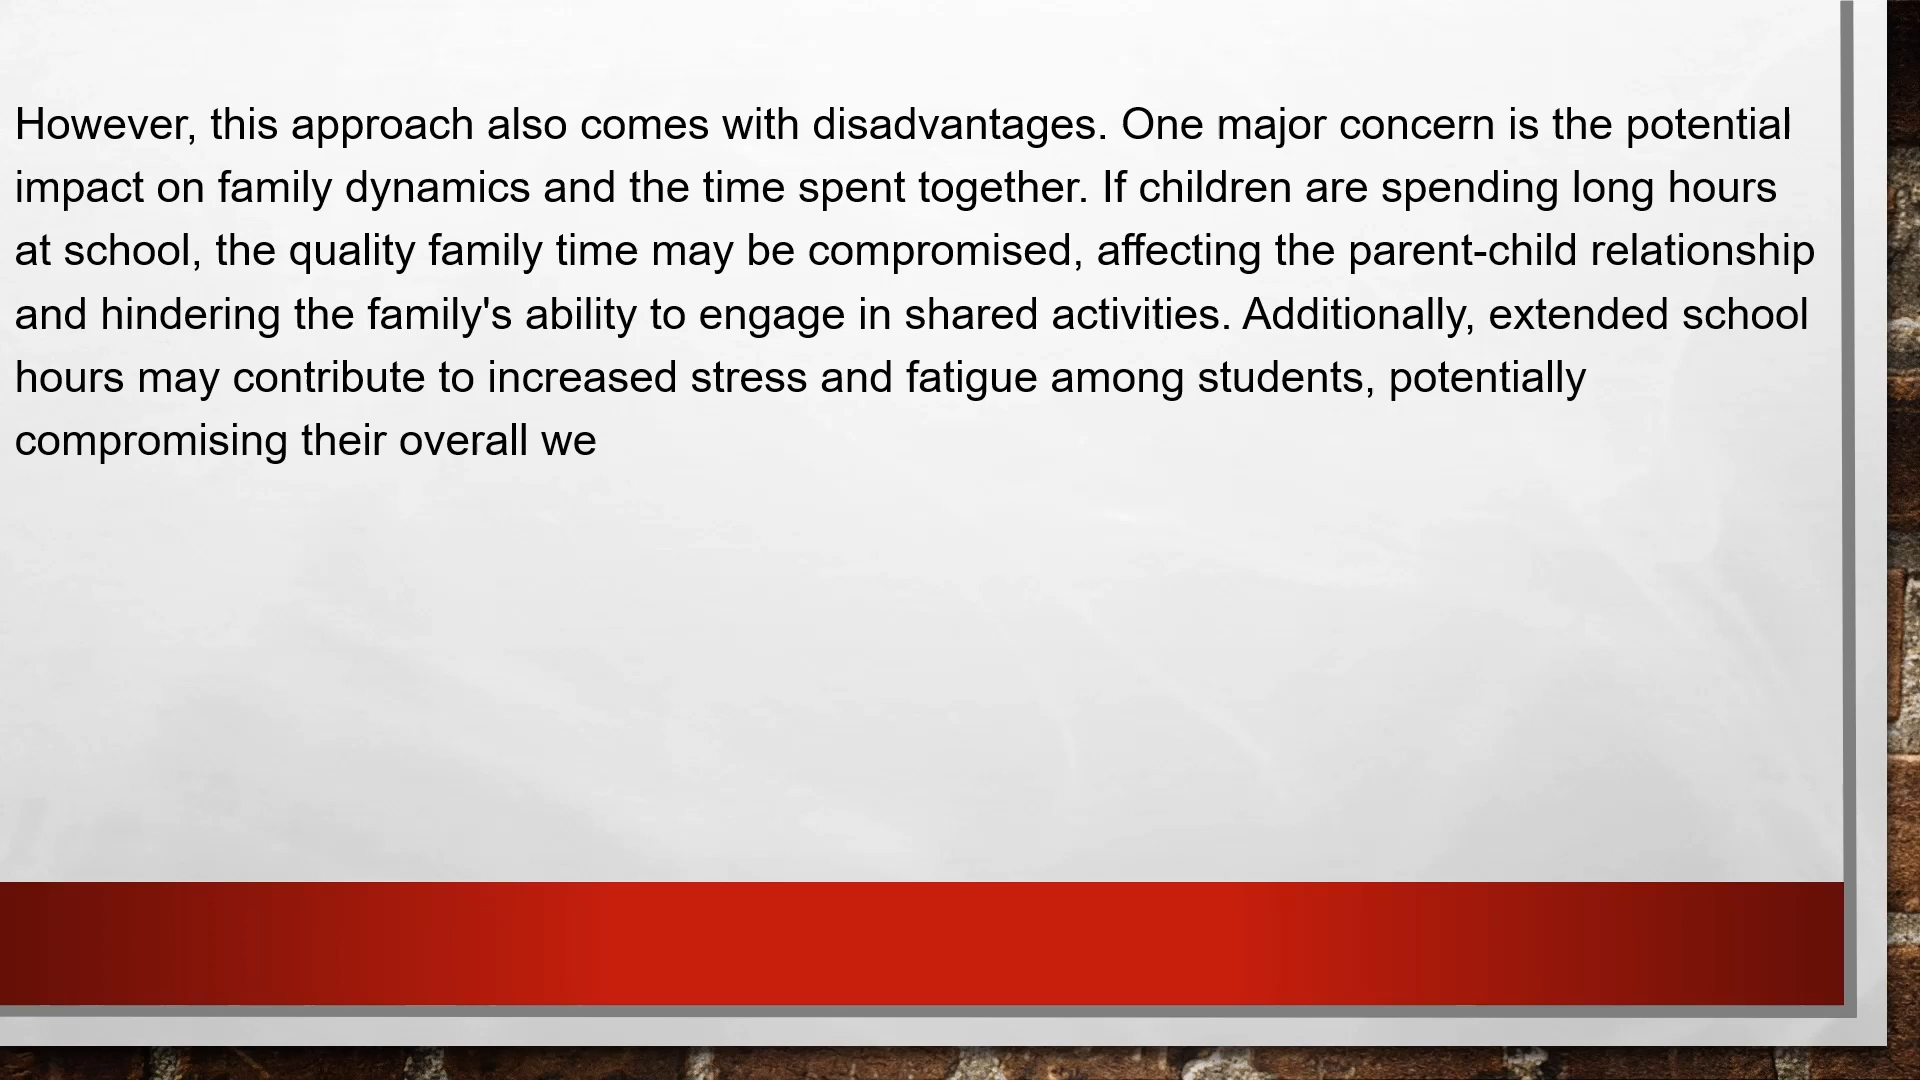 However, this approach also comes with disadvantages. One major concern is the potential
impact on family dynamics and the time spent together. If children are spending long hours
at school, the quality family time may be compromised, affecting the parent-child relationship
and hindering the family's ability to engage in shared activities. Additionally, extended school
hours may contribute to increased stress and fatigue among students, potentially
compromising their overall we